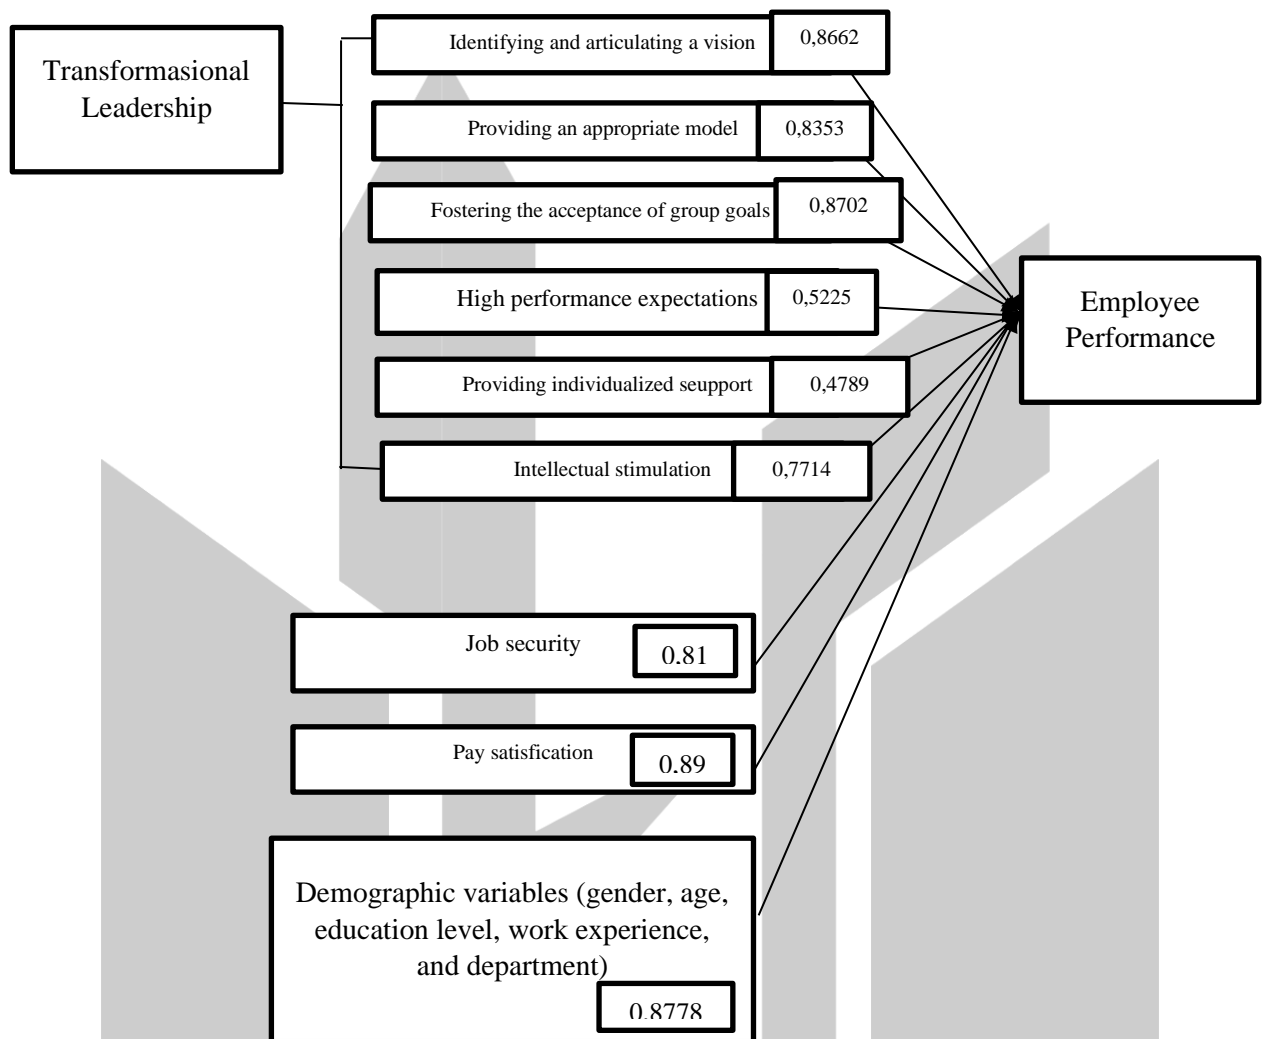 Transformasional
Leadership
Identifying and articulating a vision 0,8662
Providing an appropriate model 0,8353
Fostering the acceptance of group goals 0,8702
High performance expectations 0,5225
Providing individualized seupport 0,4789
Intellectual stimulation 0,7714
Employee
Performance
Job security 0.81
Pay satisfication 0.89
Demographic variables (gender, age,
education level, work experience,
and department)
0.8778